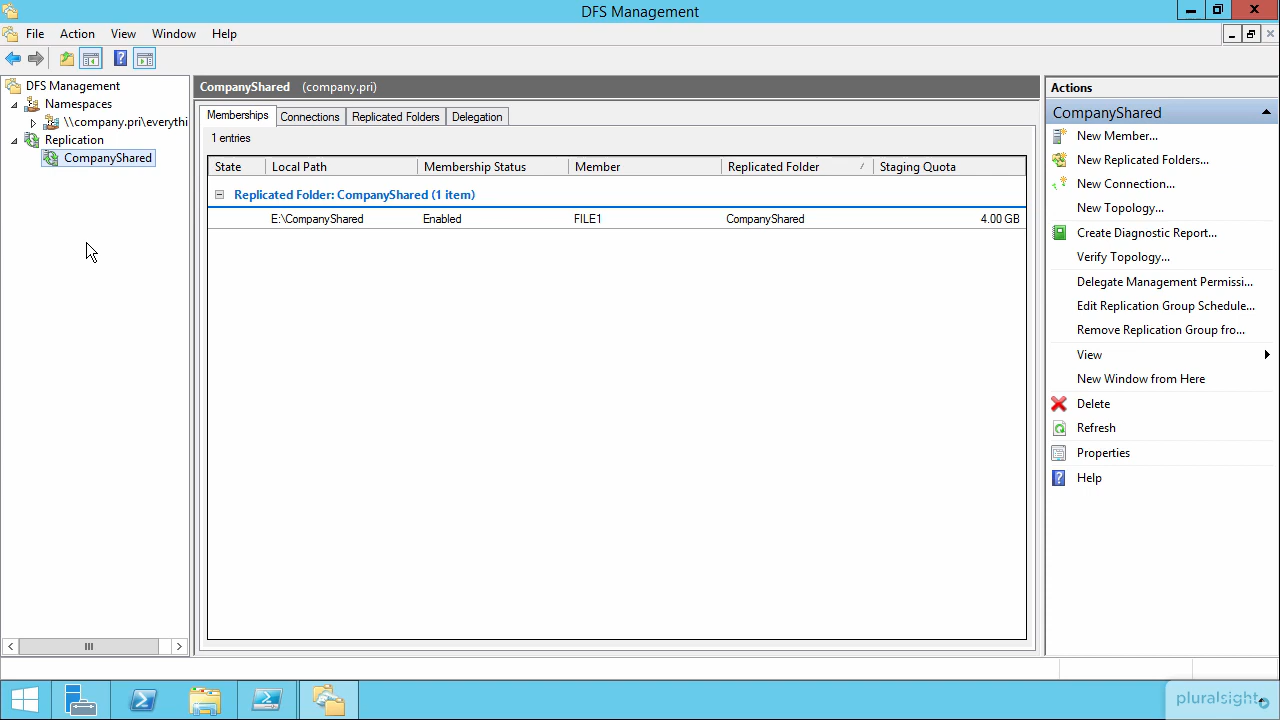 DFS Management
File Action View Window Help
DFS Management
Namespaces
\\company.pri\everythi
Replication
CompanyShared
CompanyShared (company.pri)
Memberships Connections Replicated Folders Delegation
1 entries
State Local Path Membership Status Member Replicated Folder Staging Quota
Replicated Folder: CompanyShared (1 item)
E:\CompanyShared Enabled FILE1 CompanyShared 4.00 GB
Actions
CompanyShared
New Member...
New Replicated Folders...
New Connection...
New Topology...
Create Diagnostic Report...
Verify Topology...
Delegate Management Permissi...
Edit Replication Group Schedule...
Remove Replication Group fro...
View
New Window from Here
Delete
Refresh
Properties
Help
pluralsight